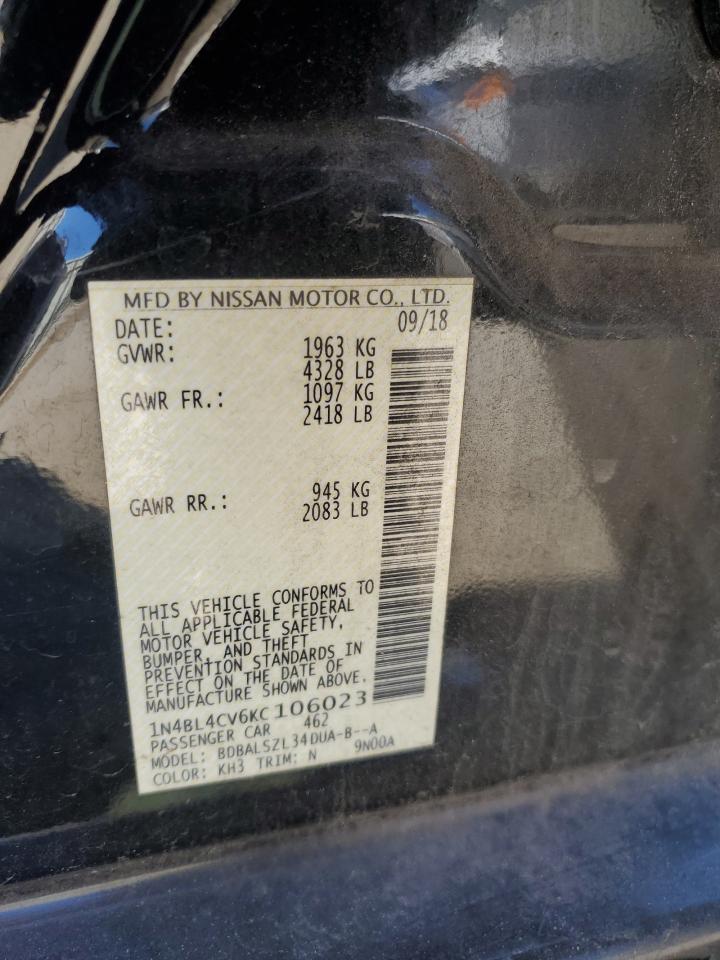 MFD BY NISSAN MOTOR CO., LTD.
DATE: 09/18
GVWR: 1963 KG
4328 LB
GAWR FR.: 1097 KG
2418 LB
GAWR RR.: 945 KG
2083 LB
THIS VEHICLE CONFORMS TO
ALL APPLICABLE FEDERAL
MOTOR VEHICLE SAFETY,
BUMPER, AND THEFT
PREVENTION STANDARDS IN
EFFECT ON THE DATE OF
MANUFACTURE SHOWN ABOVE.
1N4BL4CV6KC106023
PASSENGER CAR 462
MODEL: BDBALSZL34DUA-B--A
COLOR: KH3 TRIM: N 9N00A